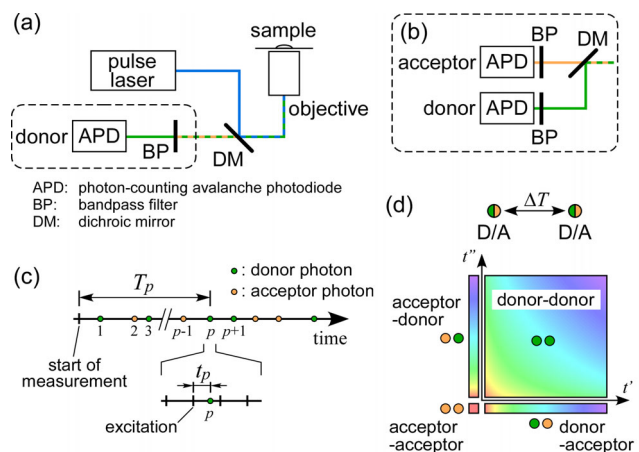 (a)
sample
pulse
laser
objective
donor
APD
BP
DM
APD: photon-counting avalanche photodiode
BP: bandpass filter
DM: dichroic mirror
(b)
BP
DM
acceptor
APD
donor
APD
BP
(c)
: donor photon
: acceptor photon
Tp
1 2 3 p-1 p p+1
time
start of
measurement
tp
excitation
p
(d)
ΔT
D/A D/A
t''
acceptor
-donor
donor-donor
t'
acceptor
-acceptor
donor
-acceptor